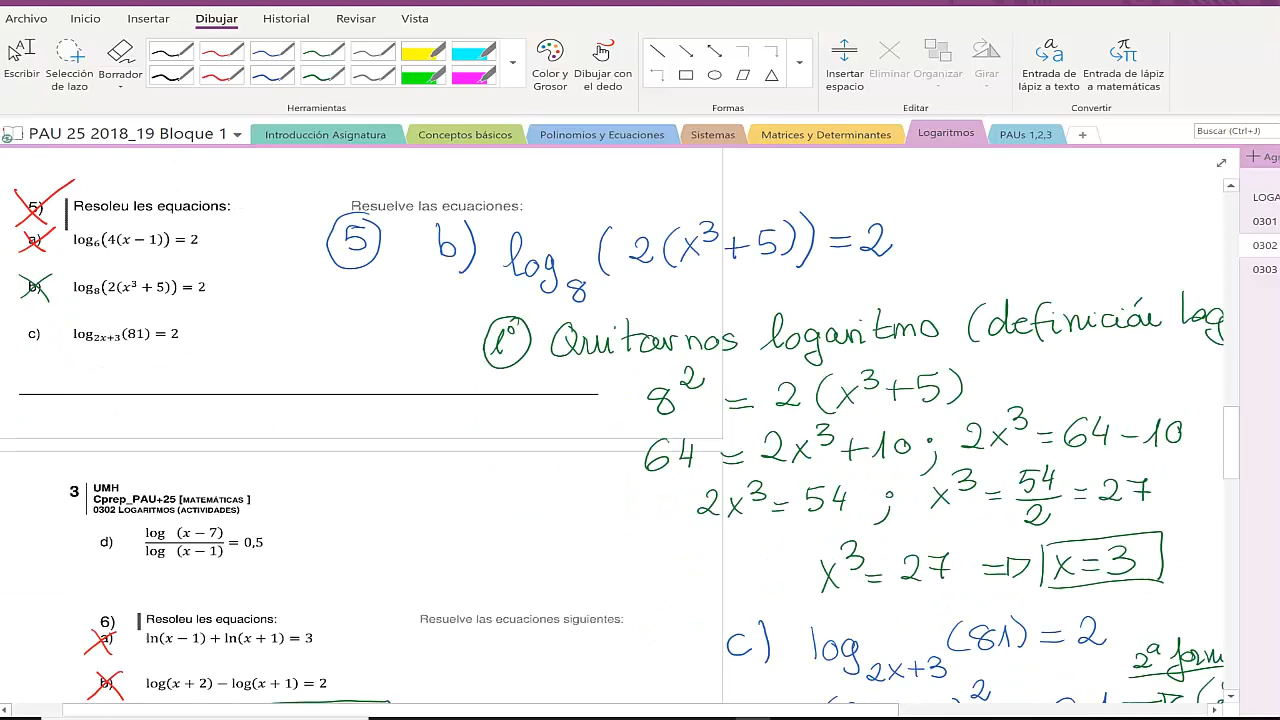 Archivo Inicio Insertar Dibujar Historial Revisar Vista
Escribir Selección de lazo Borrador Color y Grosor Dibujar con el dedo Insertar espacio Eliminar Organizar Girar Entrada de lápiz a texto Entrada de lápiz a matemáticas
Herramientas Formas Editar Convertir
PAU 25 2018_19 Bloque 1 Introducción Asignatura Conceptos básicos Polinomios y Ecuaciones Sistemas Matrices y Determinantes Logaritmos PAUs 1,2,3 Buscar (Ctrl+J)
LOGA
0301
0302
0303
5) Resoleu les equacions: Resuelve las ecuaciones:
a) log₆(4(x − 1)) = 2
b) log₈(2(x³ + 5)) = 2
c) log₂ₓ₊₃(81) = 2
3 UMH
Cprep_PAU+25 [MATEMÁTICAS ]
0302 LOGARITMOS (ACTIVIDADES)
d) log (x − 7) / log (x − 1) = 0,5
6) Resoleu les equacions: Resuelve las ecuaciones siguientes:
a) ln(x − 1) + ln(x + 1) = 3
b) log(x + 2) − log(x + 1) = 2
5 b) log₈ (2(x³+5)) = 2
1º Quitarnos logaritmo (definición log
8² = 2(x³+5)
64 = 2x³+10 ; 2x³ = 64 − 10
2x³ = 54 ; x³ = 54/2 = 27
x³ = 27 ⇒ x = 3
c) log₂ₓ₊₃ (81) = 2
2ª form